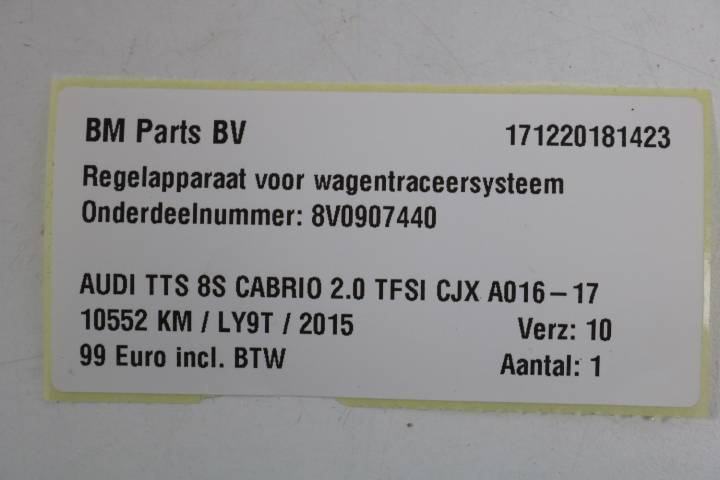 BM Parts BV 171220181423
Regelapparaat voor wagentraceersysteem
Onderdeelnummer: 8V0907440
AUDI TTS 8S CABRIO 2.0 TFSI CJX A016-17
10552 KM / LY9T / 2015 Verz: 10
99 Euro incl. BTW Aantal: 1